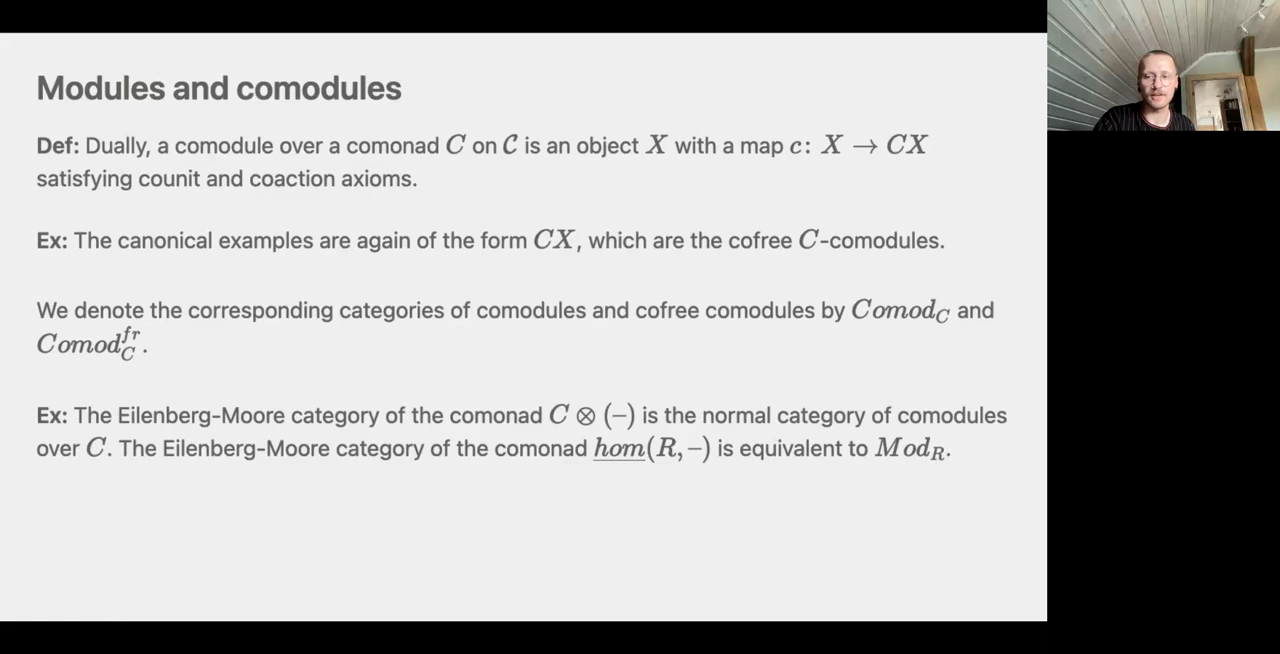 Modules and comodules
Def: Dually, a comodule over a comonad C on 𝒞 is an object X with a map c: X → CX
satisfying counit and coaction axioms.
Ex: The canonical examples are again of the form CX, which are the cofree C-comodules.
We denote the corresponding categories of comodules and cofree comodules by Comod_C and
Comod_C^{fr}.
Ex: The Eilenberg-Moore category of the comonad C ⊗ (−) is the normal category of comodules
over C. The Eilenberg-Moore category of the comonad hom(R, −) is equivalent to Mod_R.